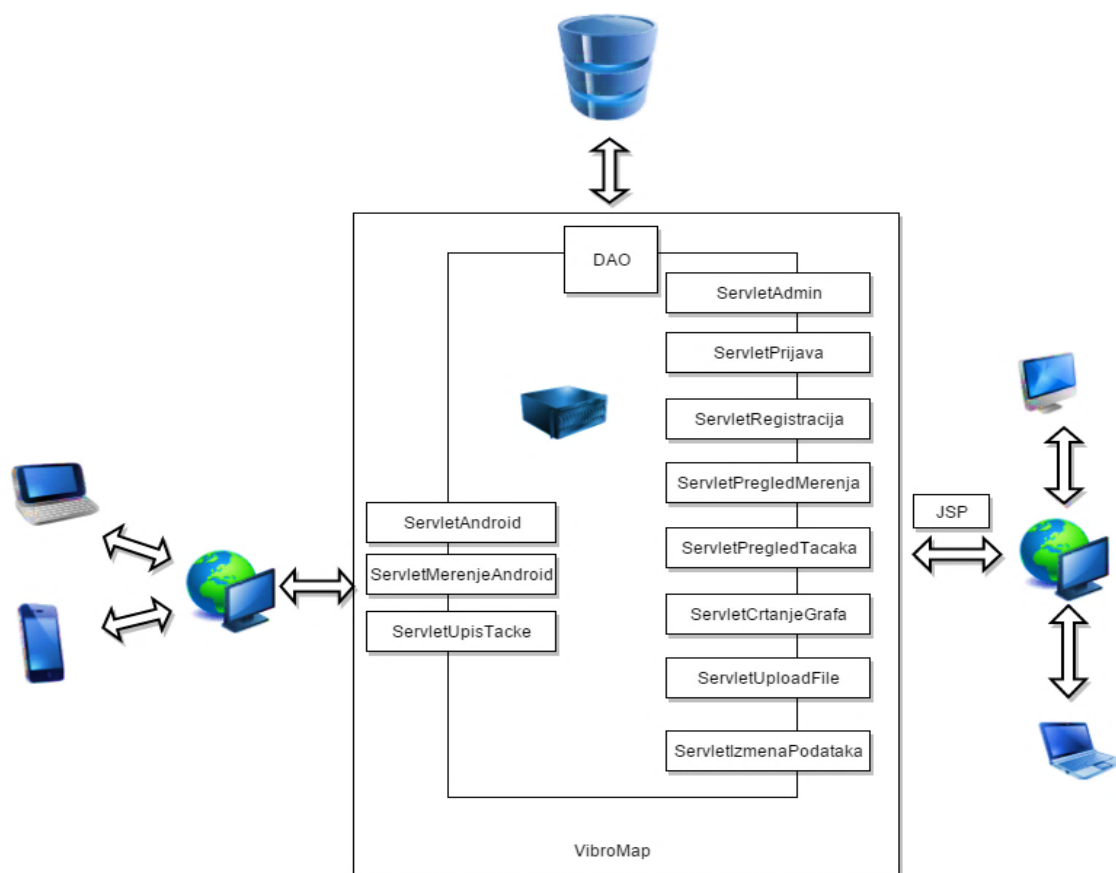 DAO
ServletAdmin
ServletPrijava
ServletRegistracija
ServletPregledMerenja
ServletPregledTacaka
ServletCrtanjeGrafa
ServletUploadFile
ServletIzmenaPodataka
ServletAndroid
ServletMerenjeAndroid
ServletUpisTacke
JSP
VibroMap